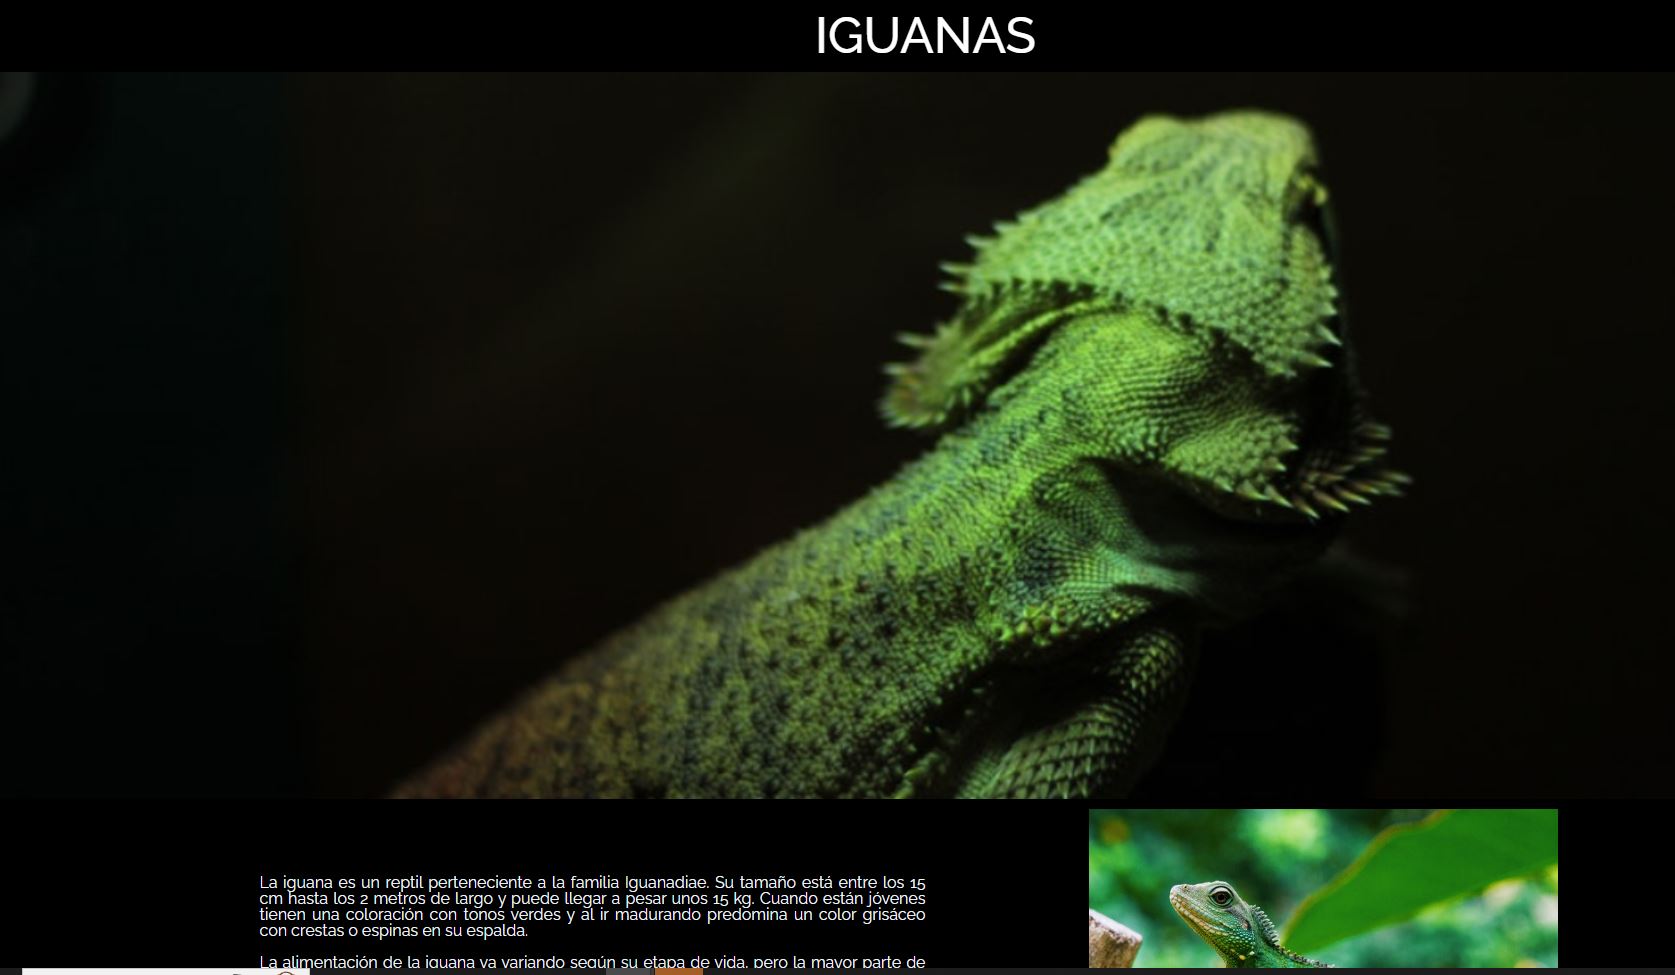 IGUANAS
La iguana es un reptil perteneciente a la familia Iguanadiae. Su tamaño está entre los 15
cm hasta los 2 metros de largo y puede llegar a pesar unos 15 kg. Cuando están jóvenes
tienen una coloración con tonos verdes y al ir madurando predomina un color grisáceo
con crestas o espinas en su espalda.
La alimentación de la iguana va variando según su etapa de vida, pero la mayor parte de